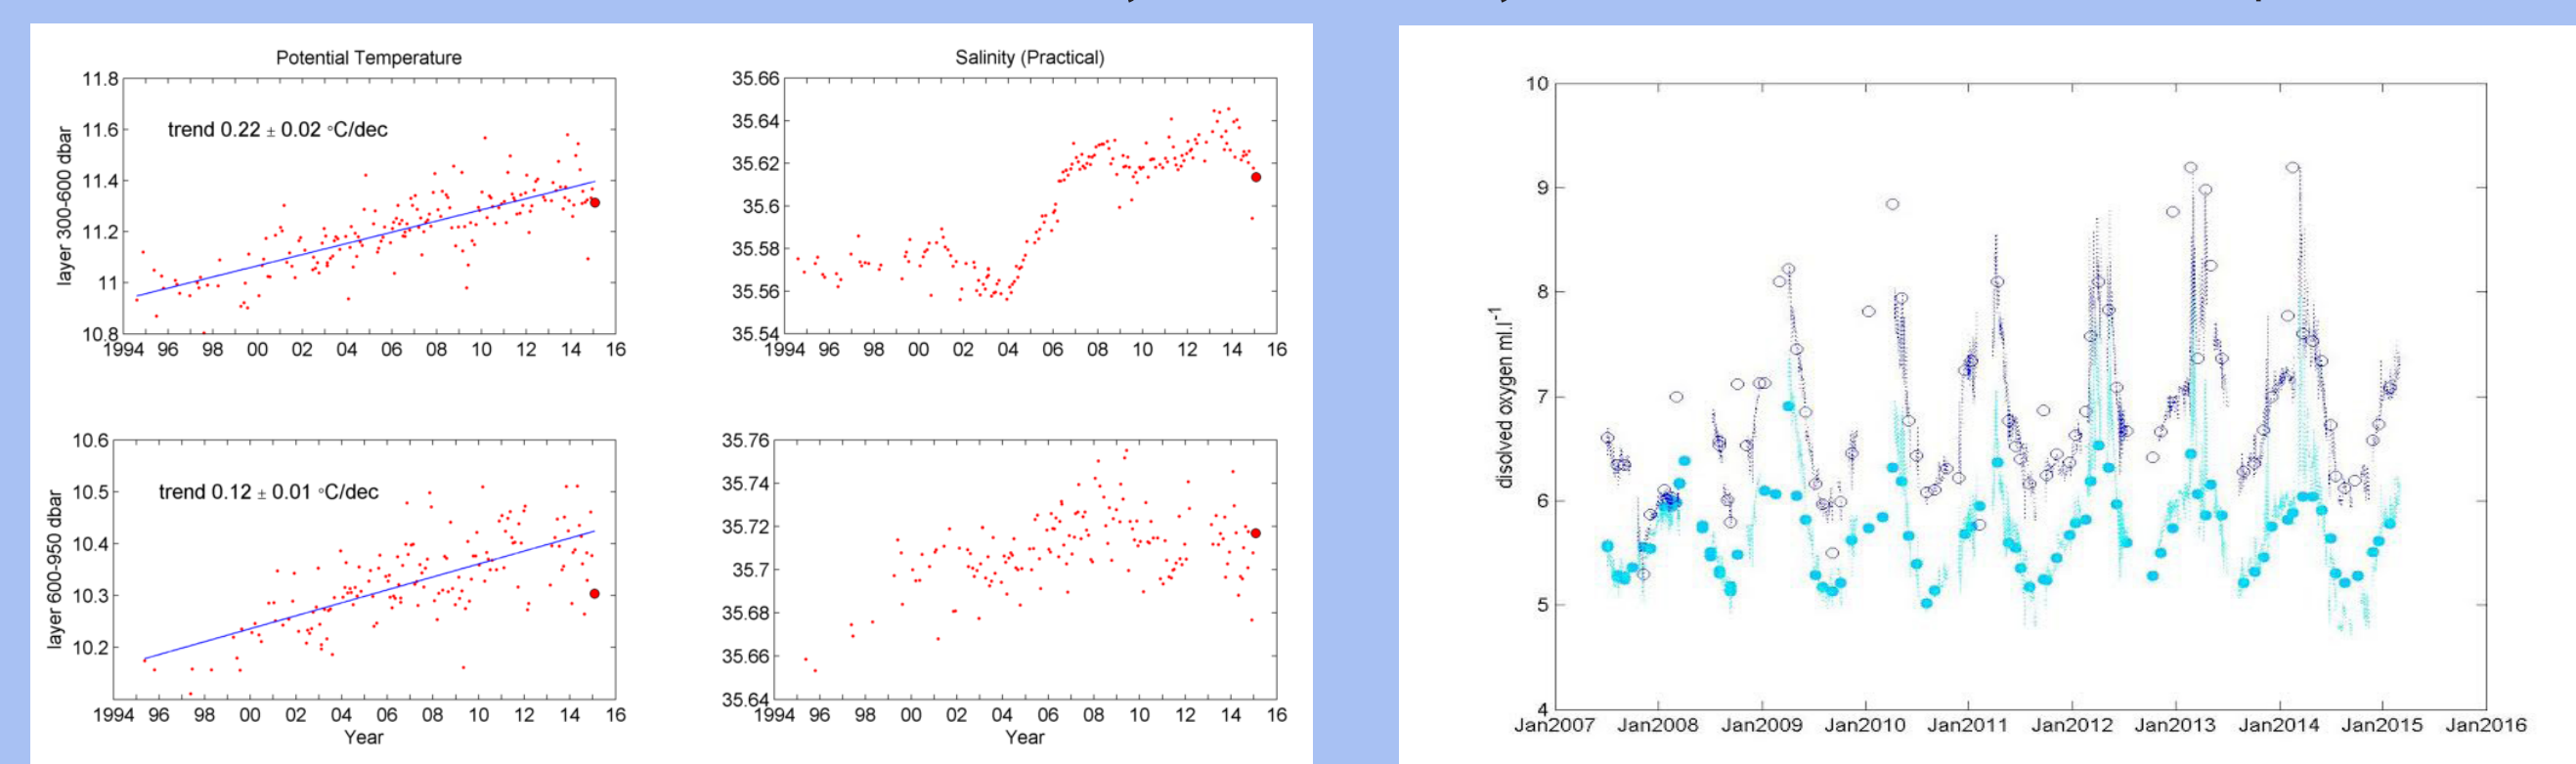 Potential Temperature
11.8
11.6
11.4
11.2
11
10.8
layer 300-600 dbar
trend 0.22 ± 0.02 °C/dec
1994 96 98 00 02 04 06 08 10 12 14 16
Salinity (Practical)
35.66
35.64
35.62
35.6
35.58
35.56
35.54
1994 96 98 00 02 04 06 08 10 12 14 16
10.6
10.5
10.4
10.3
10.2
layer 600-950 dbar
trend 0.12 ± 0.01 °C/dec
1994 96 98 00 02 04 06 08 10 12 14 16
Year
35.76
35.74
35.72
35.7
35.68
35.66
35.64
1994 96 98 00 02 04 06 08 10 12 14 16
Year
10
9
8
7
6
5
4
disolved oxygen ml.l⁻¹
Jan2007 Jan2008 Jan2009 Jan2010 Jan2011 Jan2012 Jan2013 Jan2014 Jan2015 Jan2016